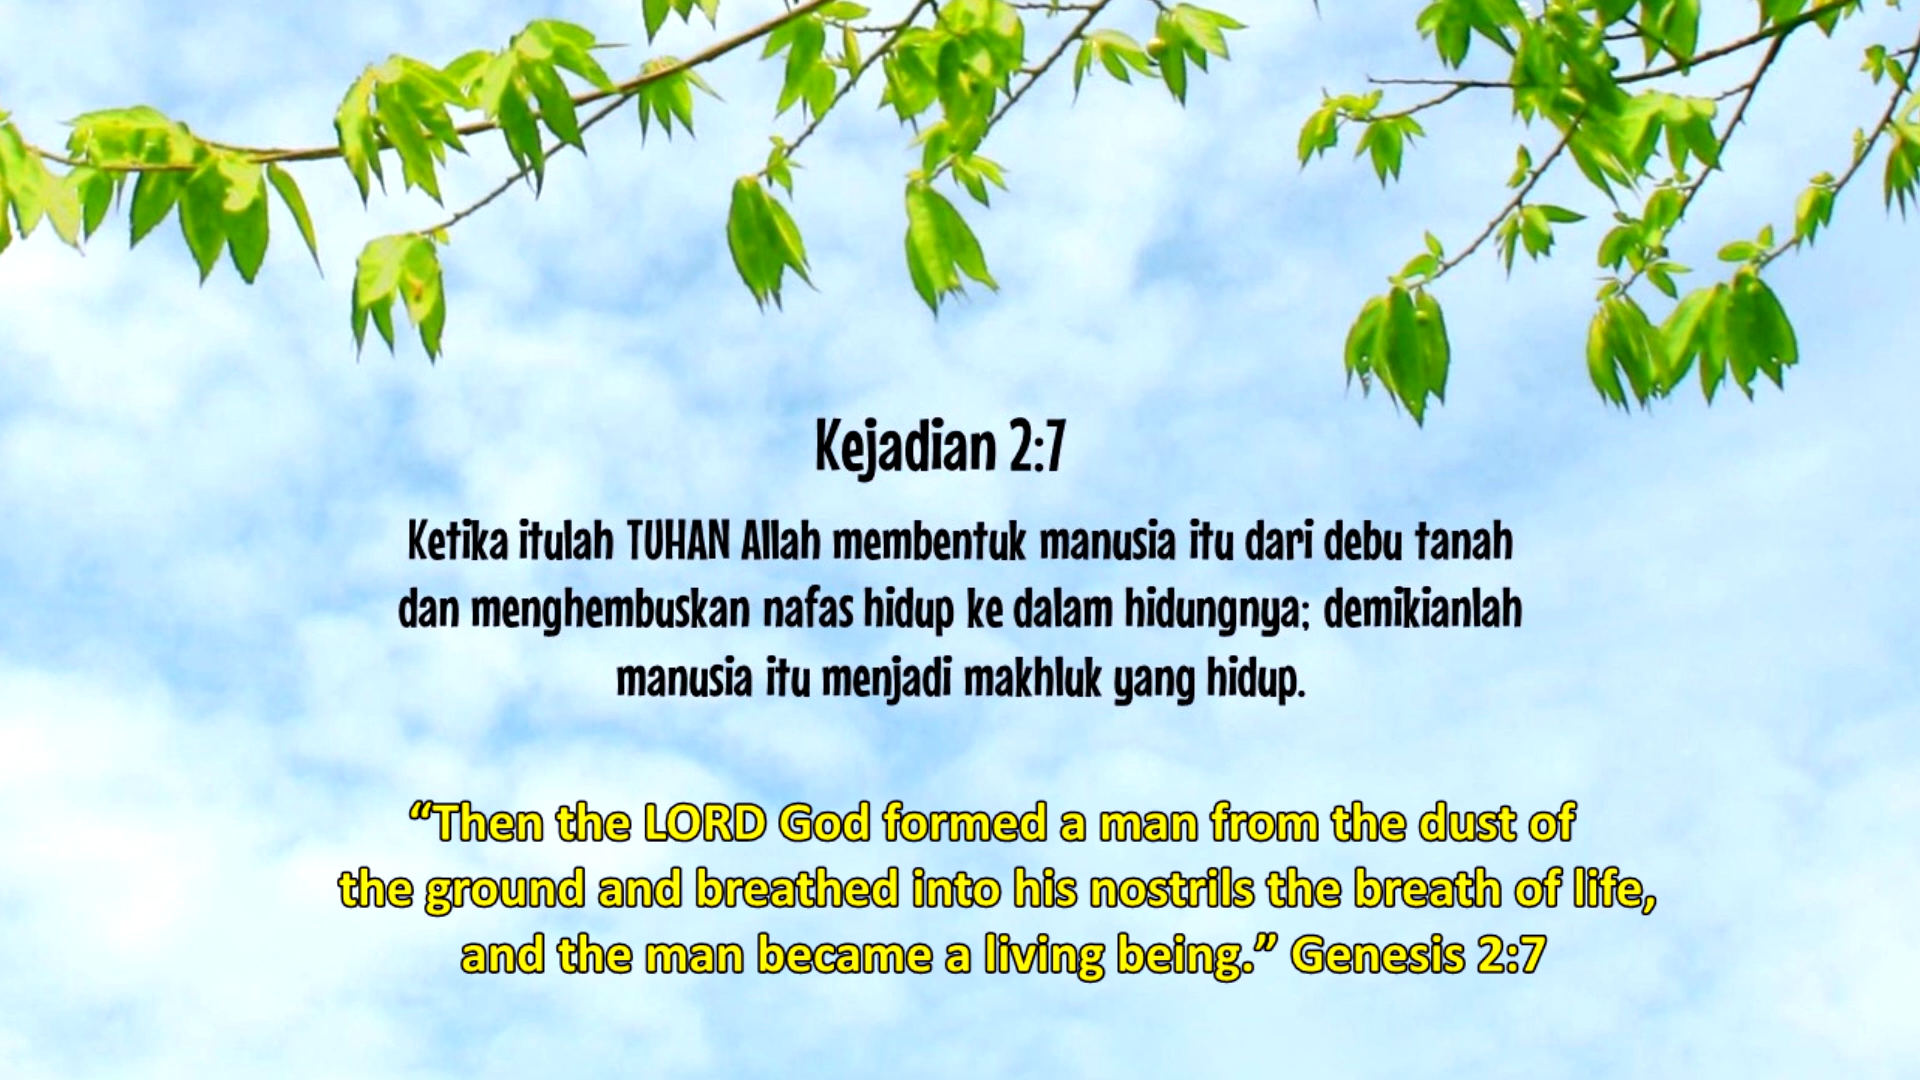 Kejadian 2:7
Ketika itulah TUHAN Allah membentuk manusia itu dari debu tanah
dan menghembuskan nafas hidup ke dalam hidungnya; demikianlah
manusia itu menjadi makhluk yang hidup.
“Then the LORD God formed a man from the dust of
the ground and breathed into his nostrils the breath of life,
and the man became a living being.” Genesis 2:7